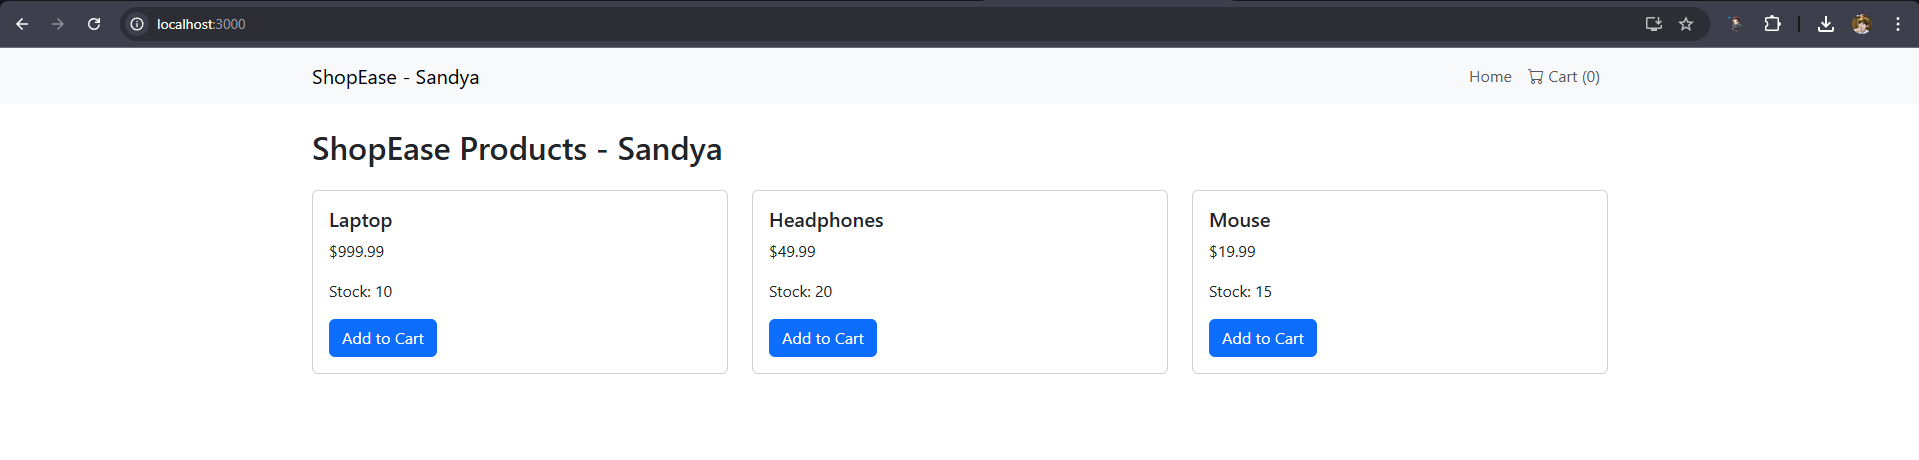 localhost:3000
ShopEase - Sandya
Home
Cart (0)
ShopEase Products - Sandya
Laptop
$999.99
Stock: 10
Add to Cart
Headphones
$49.99
Stock: 20
Add to Cart
Mouse
$19.99
Stock: 15
Add to Cart